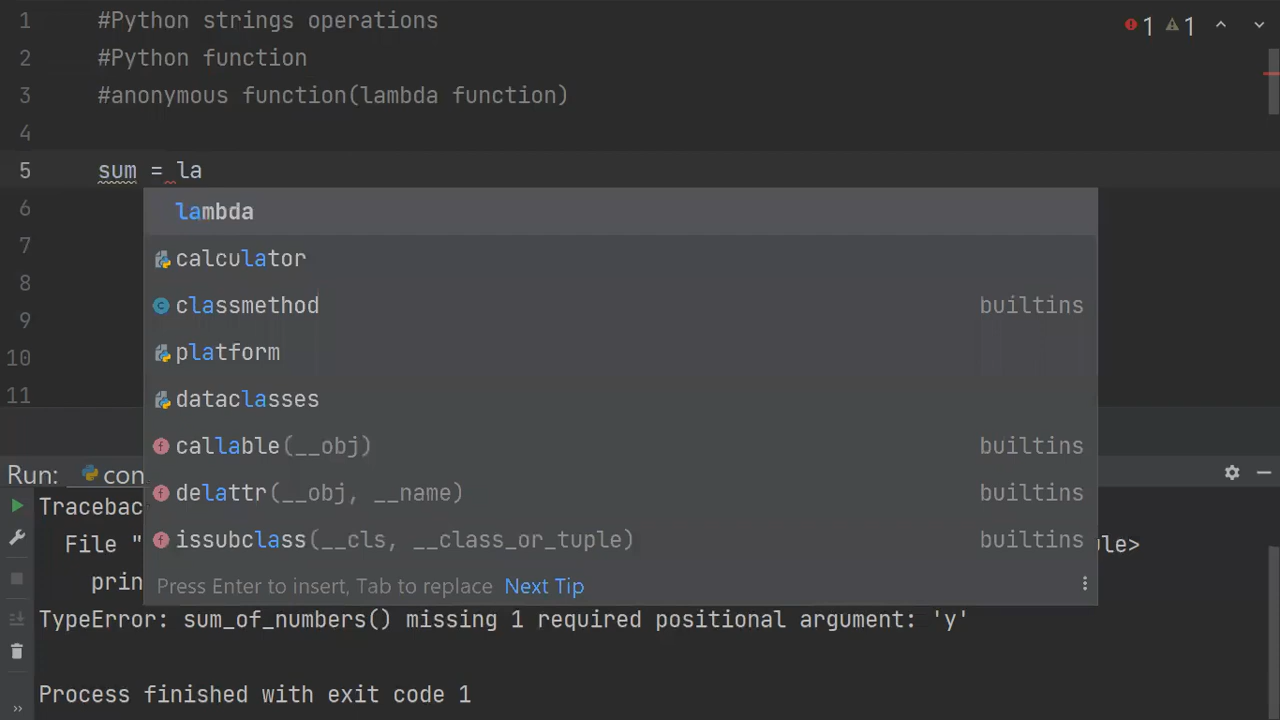 1 #Python strings operations
2 #Python function
3 #anonymous function(lambda function)
4
5 sum = la
6
7
8
9
10
11
1 1
lambda
calculator
classmethod builtins
platform
dataclasses
callable(__obj) builtins
delattr(__obj, __name) builtins
issubclass(__cls, __class_or_tuple) builtins
Press Enter to insert, Tab to replace Next Tip
Run: con
Tracebac
File " le>
prin
TypeError: sum_of_numbers() missing 1 required positional argument: 'y'
Process finished with exit code 1